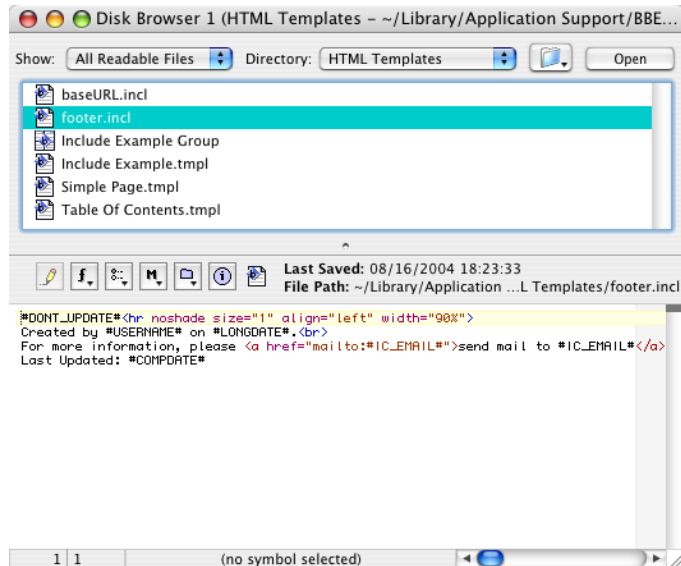 Disk Browser 1 (HTML Templates – ~/Library/Application Support/BBE...
Show: All Readable Files Directory: HTML Templates Open
baseURL.incl
footer.incl
Include Example Group
Include Example.tmpl
Simple Page.tmpl
Table Of Contents.tmpl
Last Saved: 08/16/2004 18:23:33
File Path: ~/Library/Application ...L Templates/footer.incl
#DONT_UPDATE#<hr noshade size="1" align="left" width="90%">
Created by #USERNAME# on #LONGDATE#.<br>
For more information, please <a href="mailto:#IC_EMAIL#">send mail to #IC_EMAIL#</a>
Last Updated: #COMPDATE#
1 1 (no symbol selected)